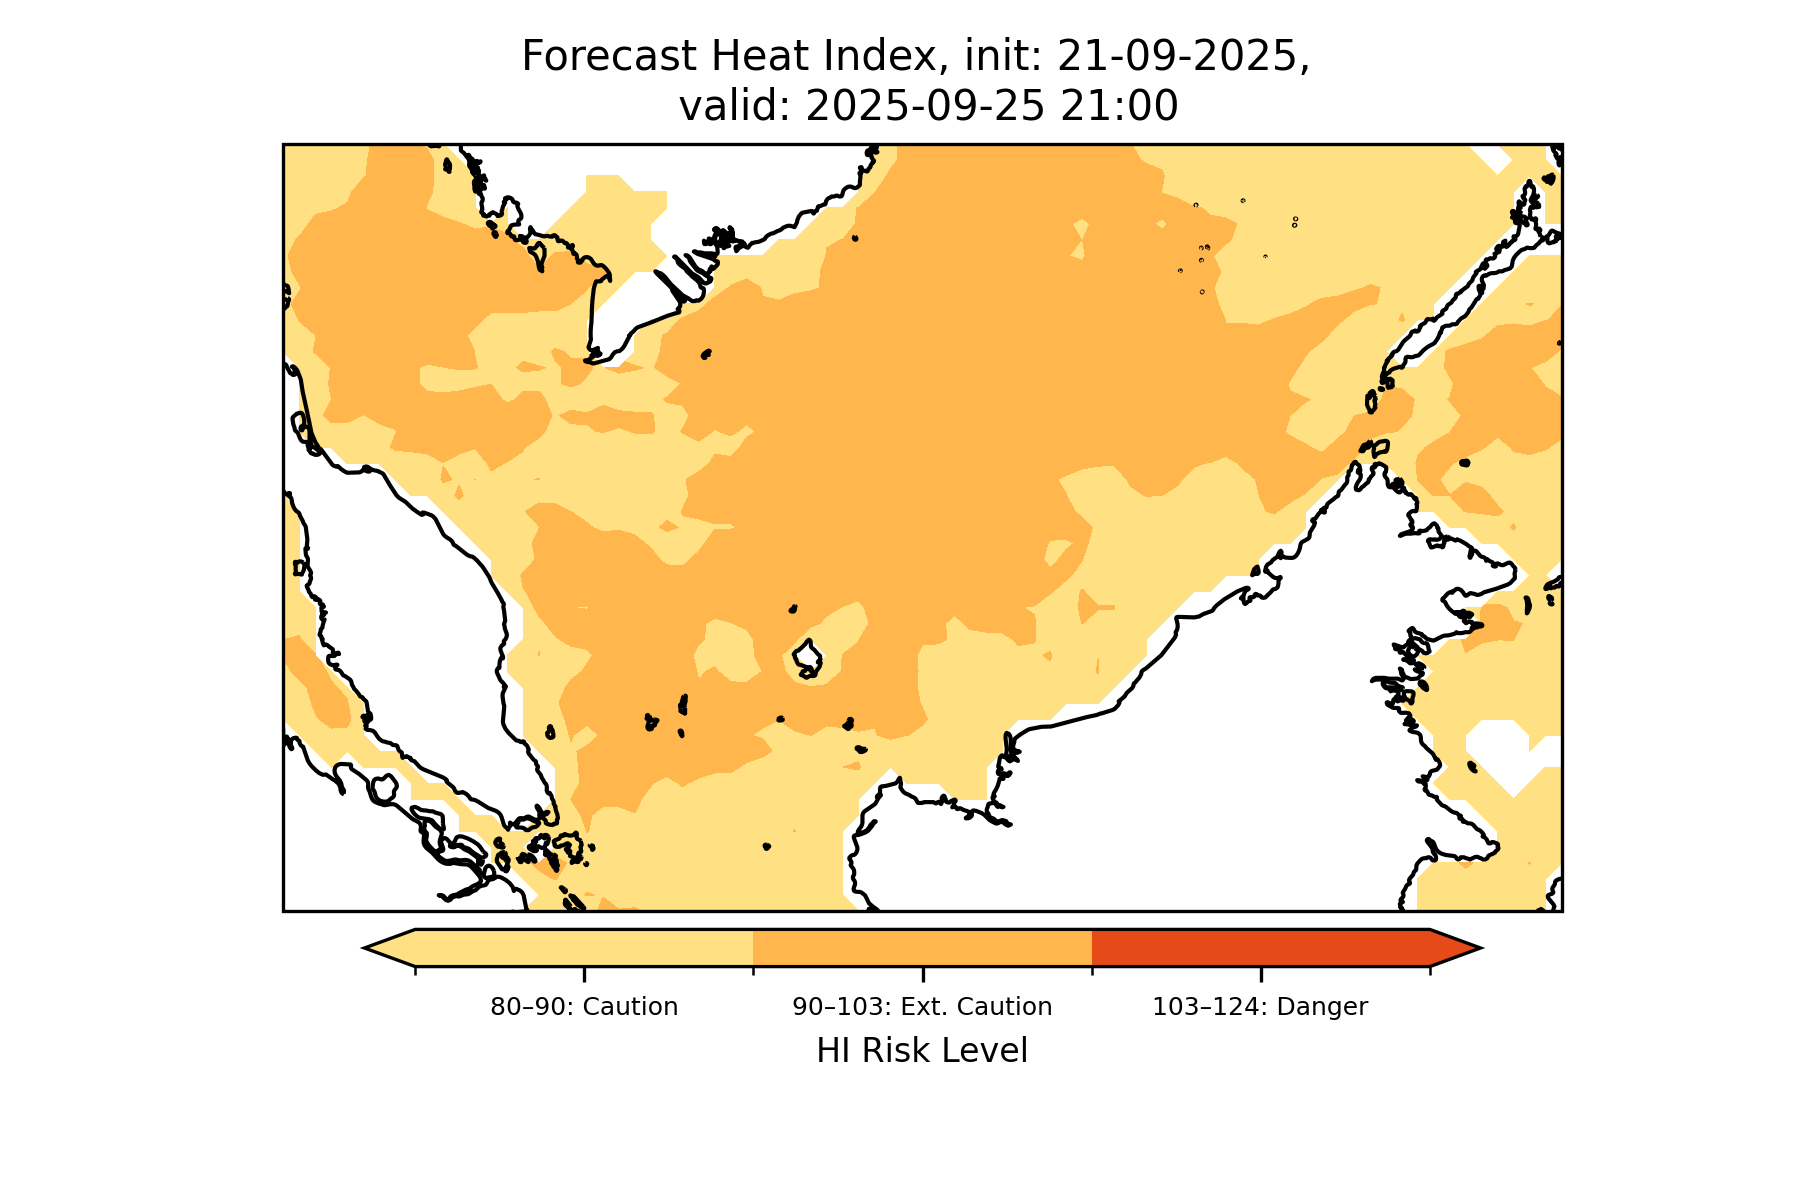 Forecast Heat Index, init: 21-09-2025,
valid: 2025-09-25 21:00
80–90: Caution
90–103: Ext. Caution
103–124: Danger
HI Risk Level